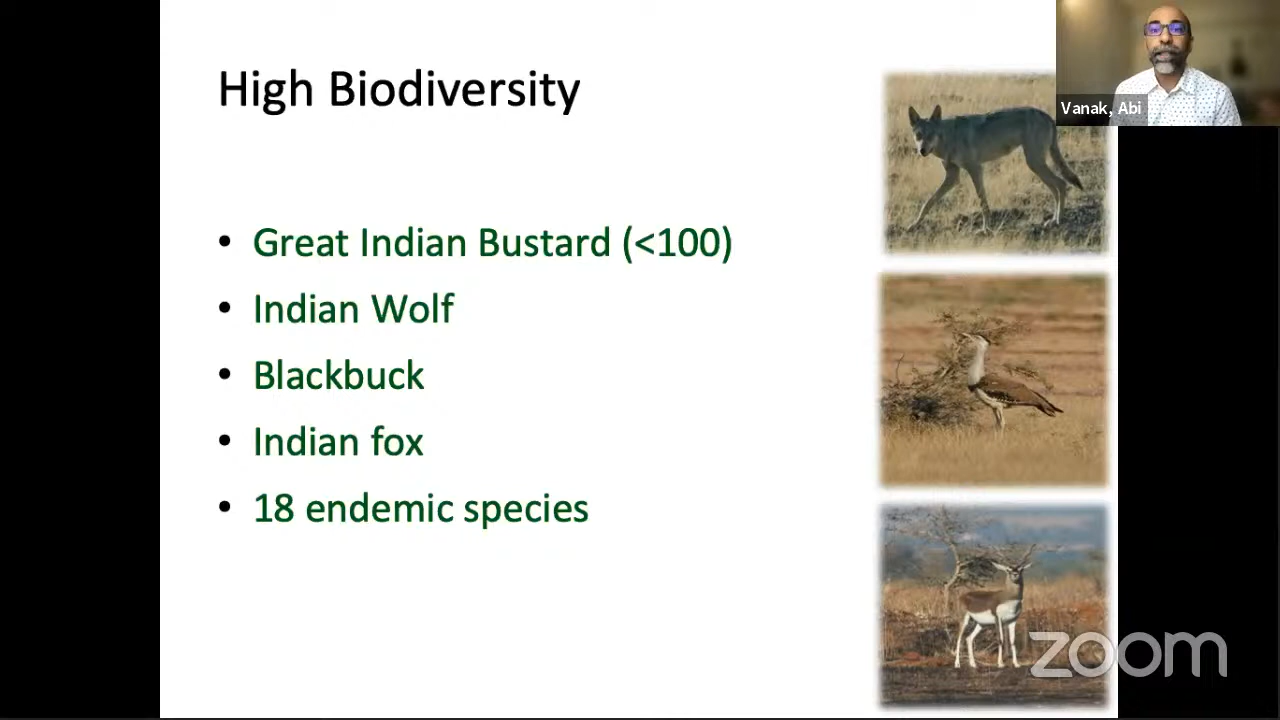 High Biodiversity
• Great Indian Bustard (<100)
• Indian Wolf
• Blackbuck
• Indian fox
• 18 endemic species
Vanak, Abi
zoom